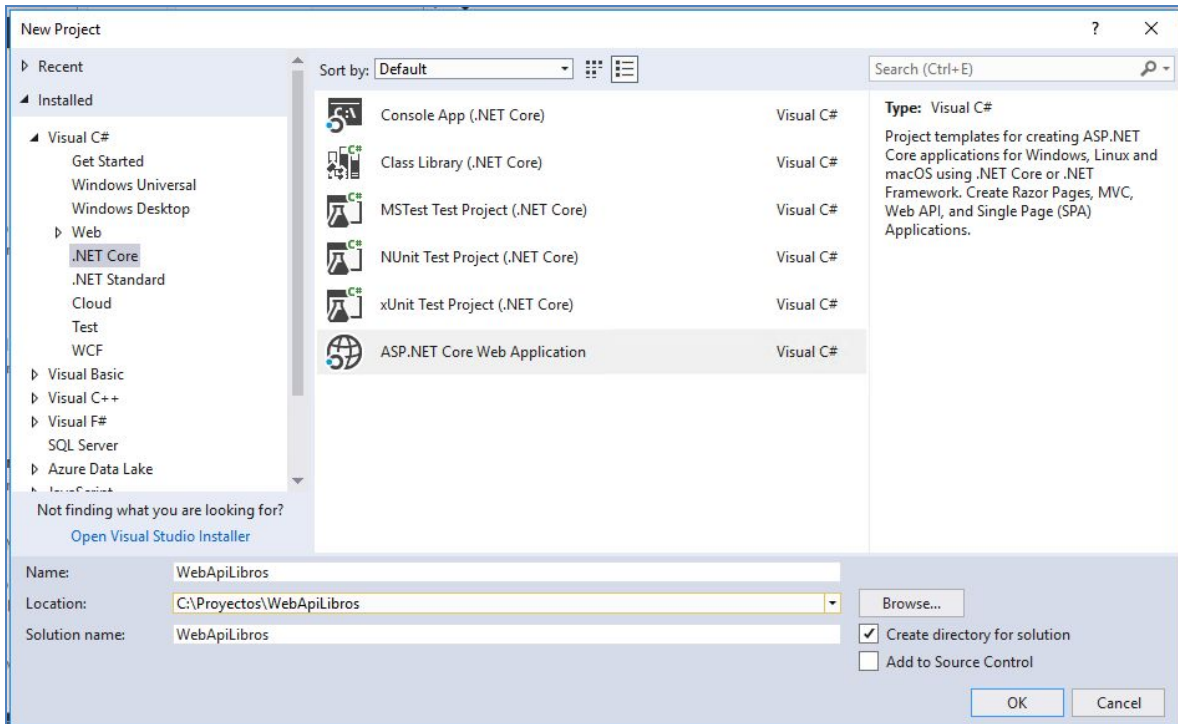 New Project
?
Recent
Installed
Visual C#
Get Started
Windows Universal
Windows Desktop
Web
.NET Core
.NET Standard
Cloud
Test
WCF
Visual Basic
Visual C++
Visual F#
SQL Server
Azure Data Lake
JavaScript
Not finding what you are looking for?
Open Visual Studio Installer
Sort by: Default
Console App (.NET Core) Visual C#
Class Library (.NET Core) Visual C#
MSTest Test Project (.NET Core) Visual C#
NUnit Test Project (.NET Core) Visual C#
xUnit Test Project (.NET Core) Visual C#
ASP.NET Core Web Application Visual C#
Search (Ctrl+E)
Type: Visual C#
Project templates for creating ASP.NET
Core applications for Windows, Linux and
macOS using .NET Core or .NET
Framework. Create Razor Pages, MVC,
Web API, and Single Page (SPA)
Applications.
Name: WebApiLibros
Location: C:\Proyectos\WebApiLibros
Browse...
Solution name: WebApiLibros
Create directory for solution
Add to Source Control
OK Cancel